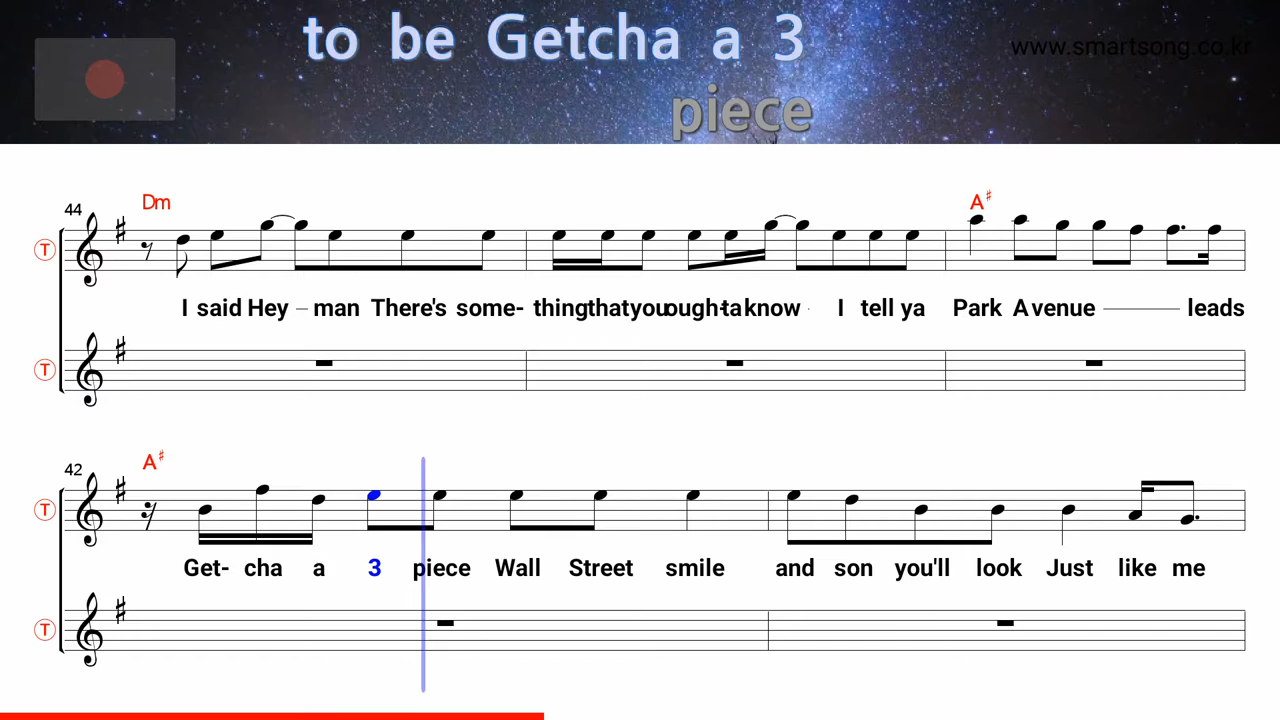 to be Getcha a 3
www.smartsong.co.kr
piece
44
Dm
A♯
T
I said Hey man There's some- thing that you ought- ta know I tell ya Park Avenue leads
T
42
A♯
T
Get- cha a 3 piece Wall Street smile and son you'll look Just like me
T